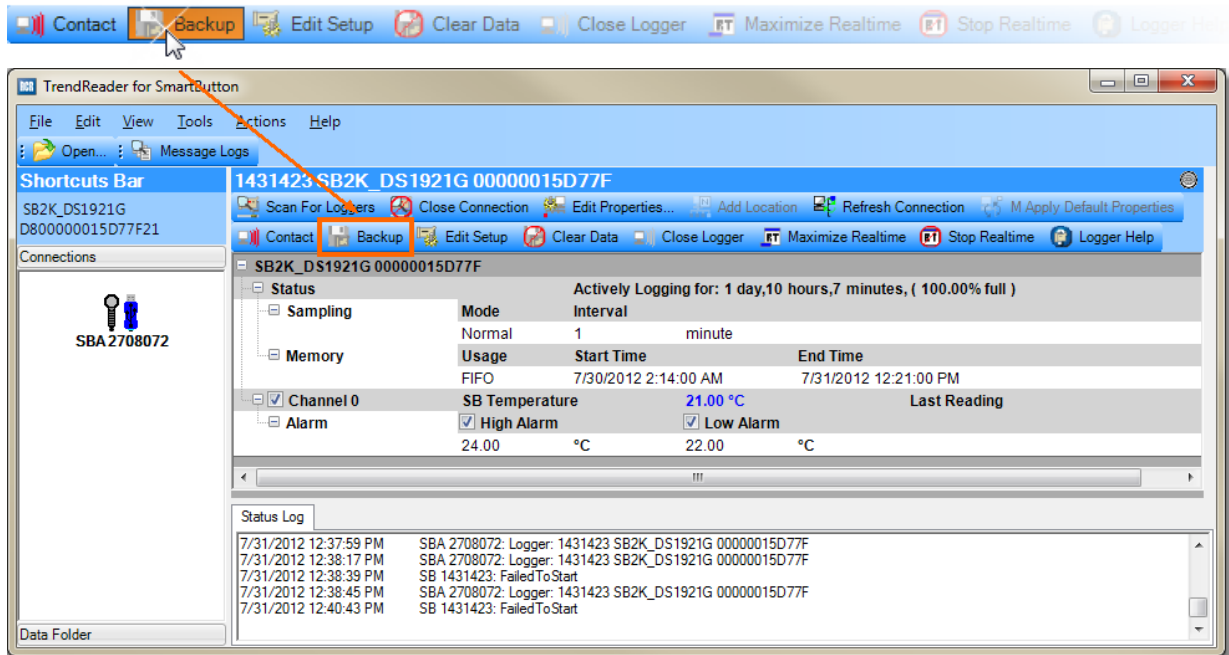 Contact Backup Edit Setup Clear Data Close Logger RT Maximize Realtime RT Stop Realtime Logger Hel
ACR TrendReader for SmartButton
File Edit View Tools Actions Help
Open... Message Logs
Shortcuts Bar
SB2K_DS1921G
D800000015D77F21
Connections
SBA 2708072
Data Folder
1431423 SB2K_DS1921G 00000015D77F
Scan For Loggers Close Connection Edit Properties... Add Location Refresh Connection M Apply Default Properties
Contact Backup Edit Setup Clear Data Close Logger RT Maximize Realtime RT Stop Realtime Logger Help
SB2K_DS1921G 00000015D77F
Status Actively Logging for: 1 day,10 hours,7 minutes, ( 100.00% full )
Sampling Mode Interval
Normal 1 minute
Memory Usage Start Time End Time
FIFO 7/30/2012 2:14:00 AM 7/31/2012 12:21:00 PM
Channel 0 SB Temperature 21.00 °C Last Reading
Alarm High Alarm Low Alarm
24.00 °C 22.00 °C
Status Log
7/31/2012 12:37:59 PM SBA 2708072: Logger: 1431423 SB2K_DS1921G 00000015D77F
7/31/2012 12:38:17 PM SBA 2708072: Logger: 1431423 SB2K_DS1921G 00000015D77F
7/31/2012 12:38:39 PM SB 1431423: FailedToStart
7/31/2012 12:38:45 PM SBA 2708072: Logger: 1431423 SB2K_DS1921G 00000015D77F
7/31/2012 12:40:43 PM SB 1431423: FailedToStart